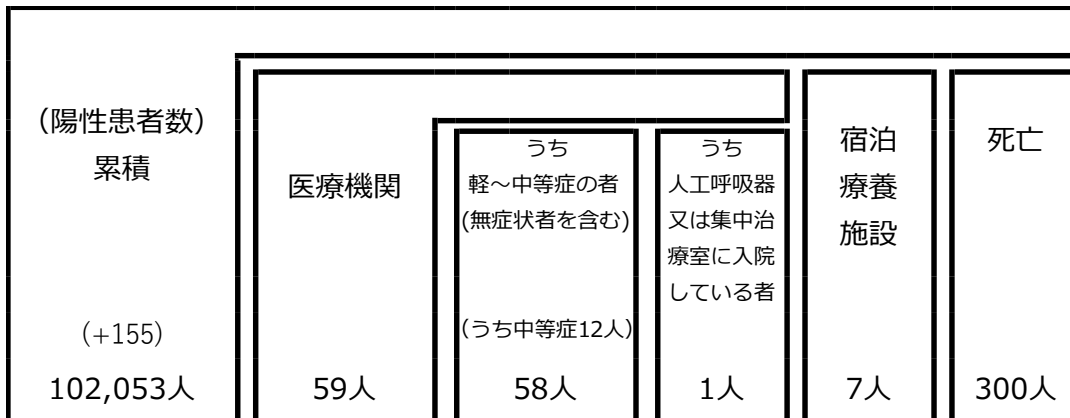 (陽性患者数)
累積
(+155)
102,053人
医療機関
59人
うち
軽～中等症の者
(無症状者を含む)
(うち中等症12人)
58人
うち
人工呼吸器
又は集中治
療室に入院
している者
1人
宿泊
療養
施設
7人
死亡
300人